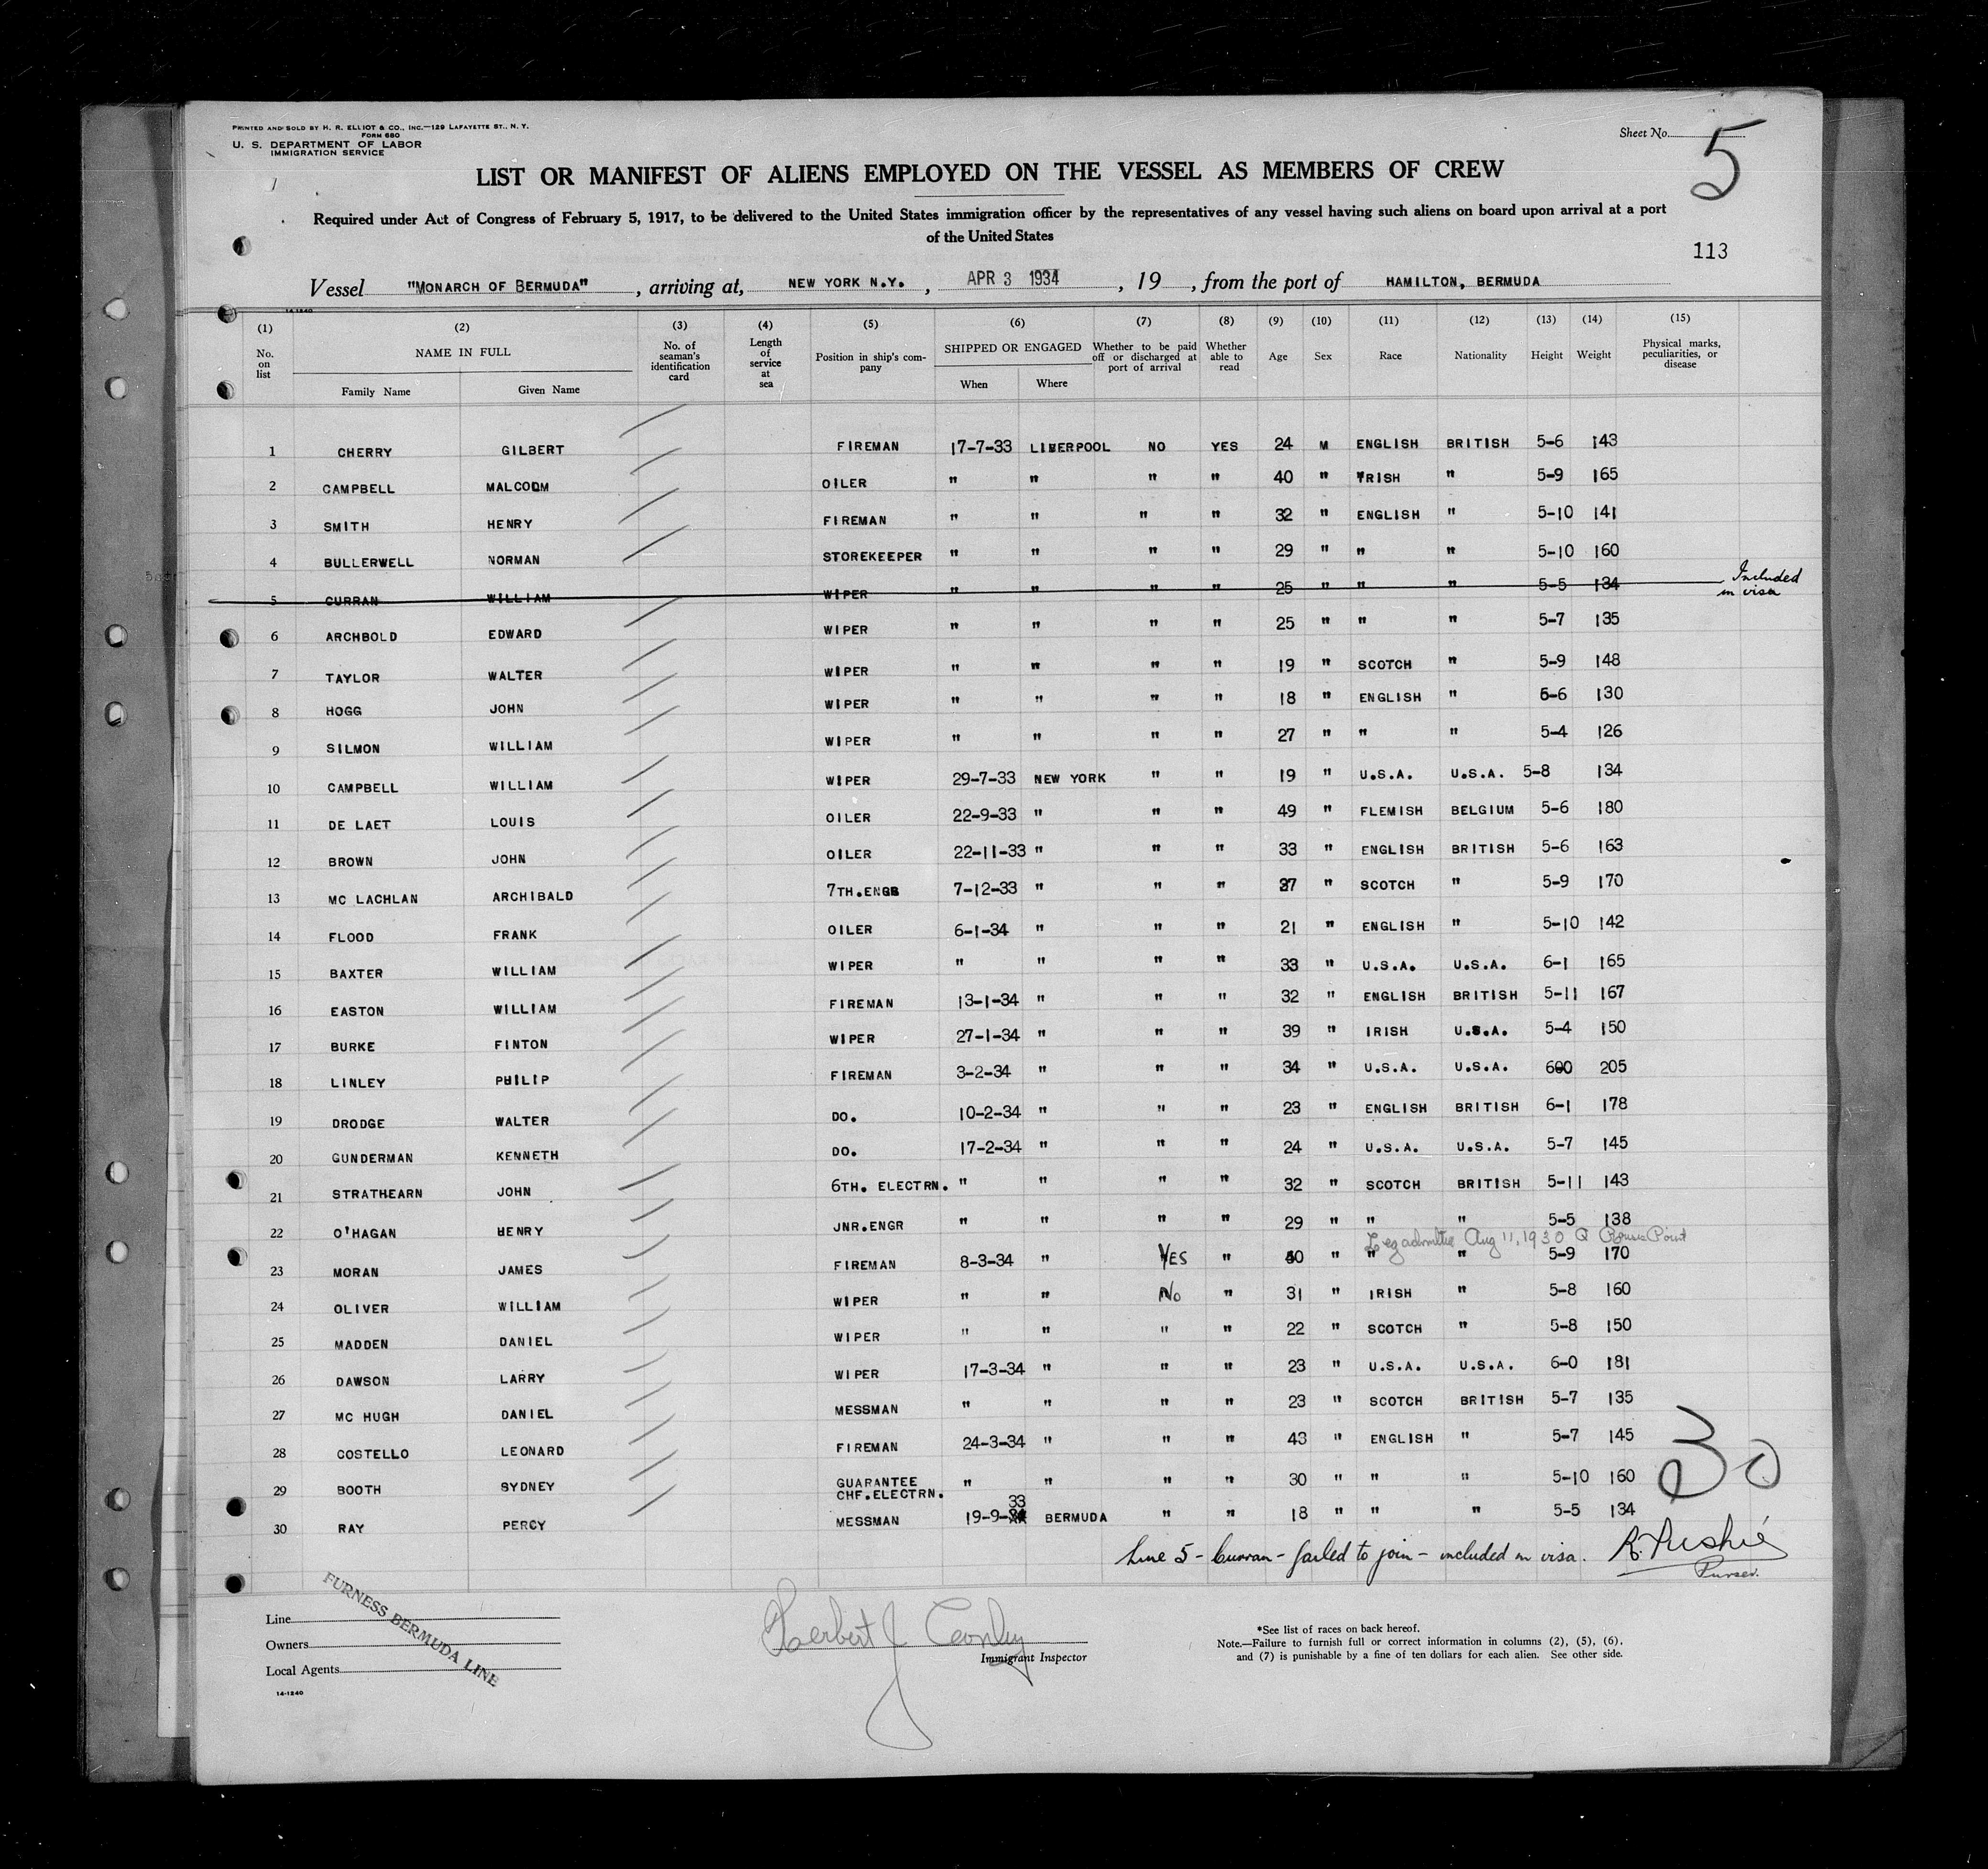 PRINTED AND SOLD BY H. R. ELLIOT & CO., INC.—129 LAFAYETTE ST., N. Y.
FORM 680
U. S. DEPARTMENT OF LABOR
IMMIGRATION SERVICE
Sheet No. 5
LIST OR MANIFEST OF ALIENS EMPLOYED ON THE VESSEL AS MEMBERS OF CREW
Required under Act of Congress of February 5, 1917, to be delivered to the United States immigration officer by the representatives of any vessel having such aliens on board upon arrival at a port
of the United States
113
Vessel "MONARCH OF BERMUDA", arriving at, NEW YORK N.Y., APR 3 1934, 19 , from the port of HAMILTON, BERMUDA
14-1240
(1) (2) (3) (4) (5) (6) (7) (8) (9) (10) (11) (12) (13) (14) (15)
No. on list
NAME IN FULL
Family Name Given Name
No. of seaman's identification card
Length of service at sea
Position in ship's company
SHIPPED OR ENGAGED
When Where
Whether to be paid off or discharged at port of arrival
Whether able to read
Age Sex Race Nationality Height Weight
Physical marks, peculiarities, or disease
1 CHERRY GILBERT FIREMAN 17-7-33 LIVERPOOL NO YES 24 M ENGLISH BRITISH 5-6 143
2 CAMPBELL MALCOLM OILER " " " " 40 " IRISH " 5-9 165
3 SMITH HENRY FIREMAN " " " " 32 " ENGLISH " 5-10 141
4 BULLERWELL NORMAN STOREKEEPER " " " " 29 " " " 5-10 160
5 CURRAN WILLIAM WIPER " " " " 25 " " " 5-5 134 Included in visa
6 ARCHBOLD EDWARD WIPER " " " " 25 " " " 5-7 135
7 TAYLOR WALTER WIPER " " " " 19 " SCOTCH " 5-9 148
8 HOGG JOHN WIPER " " " " 18 " ENGLISH " 5-6 130
9 SILMON WILLIAM WIPER " " " " 27 " " " 5-4 126
10 CAMPBELL WILLIAM WIPER 29-7-33 NEW YORK " " 19 " U.S.A. U.S.A. 5-8 134
11 DE LAET LOUIS OILER 22-9-33 " " " 49 " FLEMISH BELGIUM 5-6 180
12 BROWN JOHN OILER 22-11-33 " " " 33 " ENGLISH BRITISH 5-6 163
13 MC LACHLAN ARCHIBALD 7TH.ENGR 7-12-33 " " " 27 " SCOTCH " 5-9 170
14 FLOOD FRANK OILER 6-1-34 " " " 21 " ENGLISH " 5-10 142
15 BAXTER WILLIAM WIPER " " " " 33 " U.S.A. U.S.A. 6-1 165
16 EASTON WILLIAM FIREMAN 13-1-34 " " " 32 " ENGLISH BRITISH 5-11 167
17 BURKE FINTON WIPER 27-1-34 " " " 39 " IRISH U.S.A. 5-4 150
18 LINLEY PHILIP FIREMAN 3-2-34 " " " 34 " U.S.A. U.S.A. 600 205
19 DRODGE WALTER DO. 10-2-34 " " " 23 " ENGLISH BRITISH 6-1 178
20 GUNDERMAN KENNETH DO. 17-2-34 " " " 24 " U.S.A. U.S.A. 5-7 145
21 STRATHEARN JOHN 6TH. ELECTRN. " " " " 32 " SCOTCH BRITISH 5-11 143
22 O'HAGAN HENRY JNR.ENGR " " " " 29 " " " 5-5 138
Leg admitted Aug 11, 1930 @ Rouses Point
23 MORAN JAMES FIREMAN 8-3-34 " YES " 40 " " " 5-9 170
24 OLIVER WILLIAM WIPER " " No " 31 " IRISH " 5-8 160
25 MADDEN DANIEL WIPER " " " " 22 " SCOTCH " 5-8 150
26 DAWSON LARRY WIPER 17-3-34 " " " 23 " U.S.A. U.S.A. 6-0 181
27 MC HUGH DANIEL MESSMAN " " " " 23 " SCOTCH BRITISH 5-7 135
28 COSTELLO LEONARD FIREMAN 24-3-34 " " " 43 " ENGLISH " 5-7 145
29 BOOTH SYDNEY GUARANTEE CHF.ELECTRN. " " " " 30 " " " 5-10 160
30 RAY PERCY MESSMAN 19-9-33 BERMUDA " " 18 " " " 5-5 134
30
Line 5 - Curran - failed to join - included in visa.
Purser.
Line
Owners
Local Agents
FURNESS BERMUDA LINE
14-1240
Herbert J Conley
Immigrant Inspector
*See list of races on back hereof.
Note.—Failure to furnish full or correct information in columns (2), (5), (6),
and (7) is punishable by a fine of ten dollars for each alien. See other side.